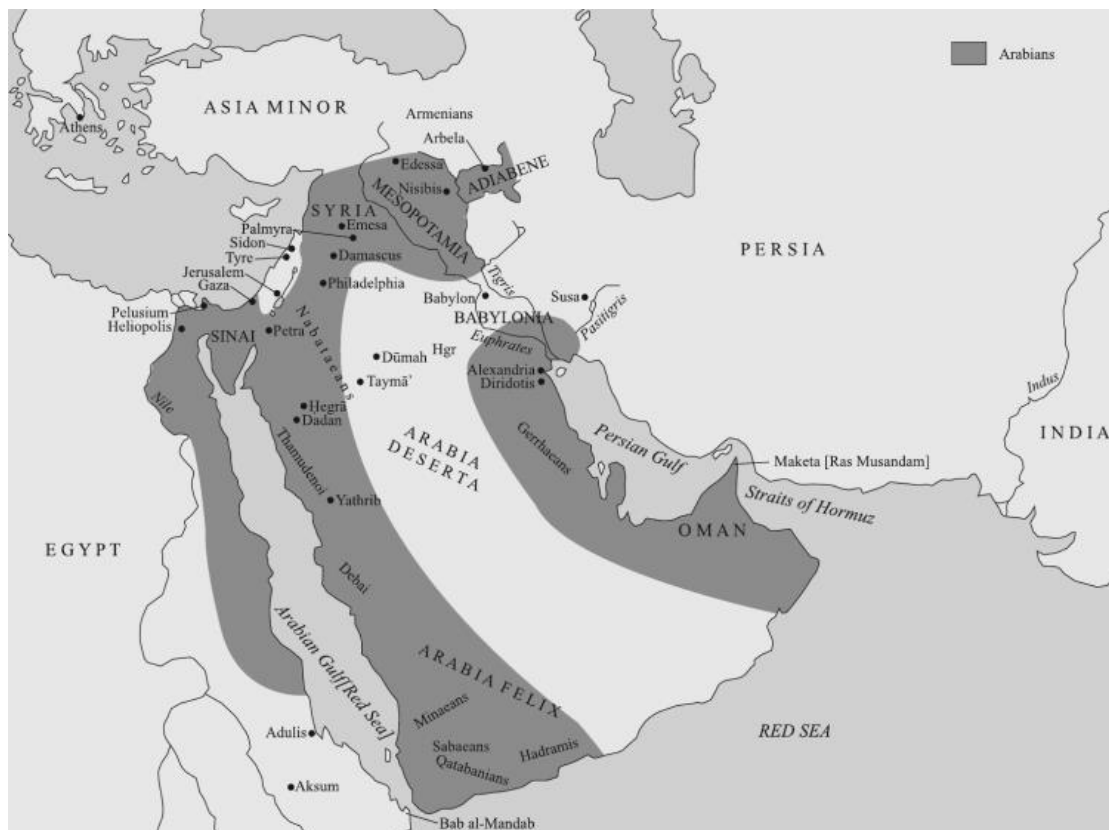 Arabians
ASIA MINOR
Athens
Armenians
Arbela
Edessa
ADIABENE
Nisibis
MESOPOTAMIA
SYRIA
Palmyra
Emesa
Sidon
Tyre
Damascus
Jerusalem
Gaza
Philadelphia
Pelusium
Heliopolis
SINAI
Petra
Nabataeans
PERSIA
Tigris
Babylon
Susa
BABYLONIA
Pasitigris
Euphrates
Dūmah
Hgr
Taymā’
Alexandria
Diridotis
Ḥegrā
Dadan
Nile
Indus
INDIA
ARABIA
DESERTA
Gerrhaeans
Persian Gulf
Maketa [Ras Musandam]
Straits of Hormuz
OMAN
Thamudenoi
Yathrib
EGYPT
Debai
Arabian Gulf[Red Sea]
ARABIA FELIX
Minaeans
Sabaeans
Qatabanians
Hadramis
Adulis
Aksum
RED SEA
Bab al-Mandab